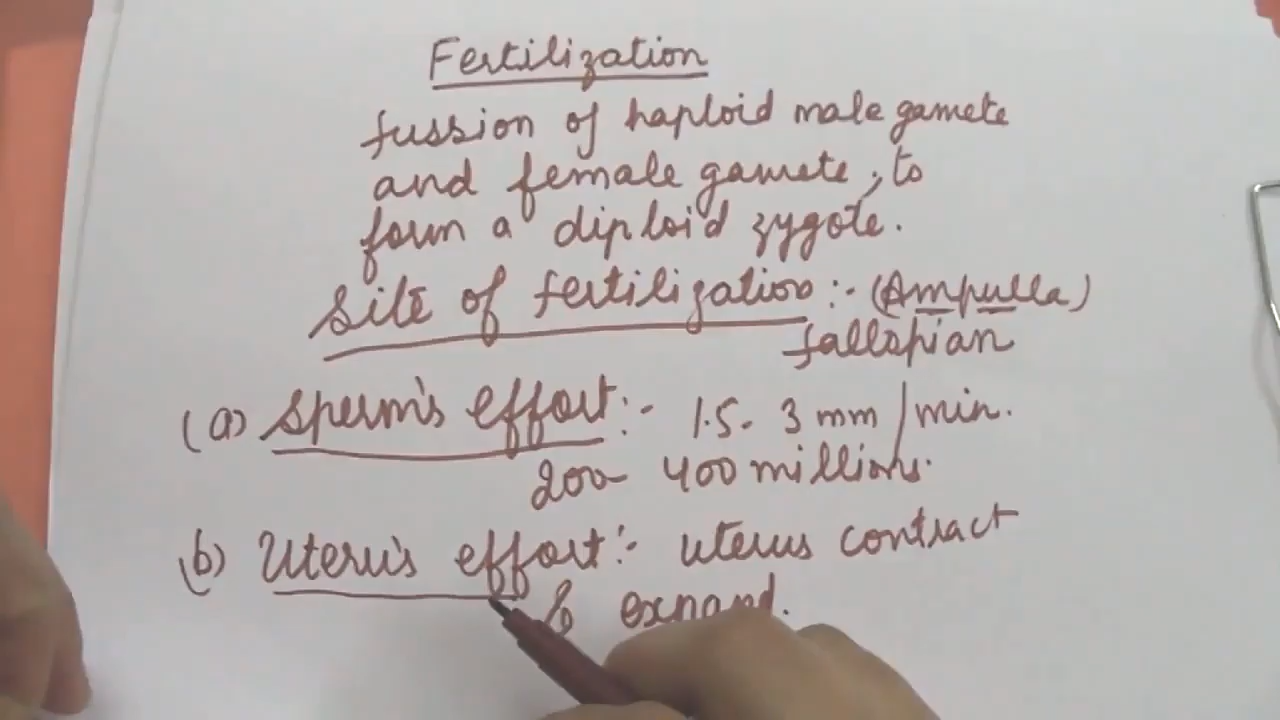 Fertilization
fussion of haploid male gamete
and female gamete, to
form a diploid zygote.
Site of fertilization :- (Ampulla)
fallopian
(a) Sperm's effort :- 1.5- 3 mm/min.
200- 400 millions.
(b) Uteru's effort :- uterus contract
& expand.